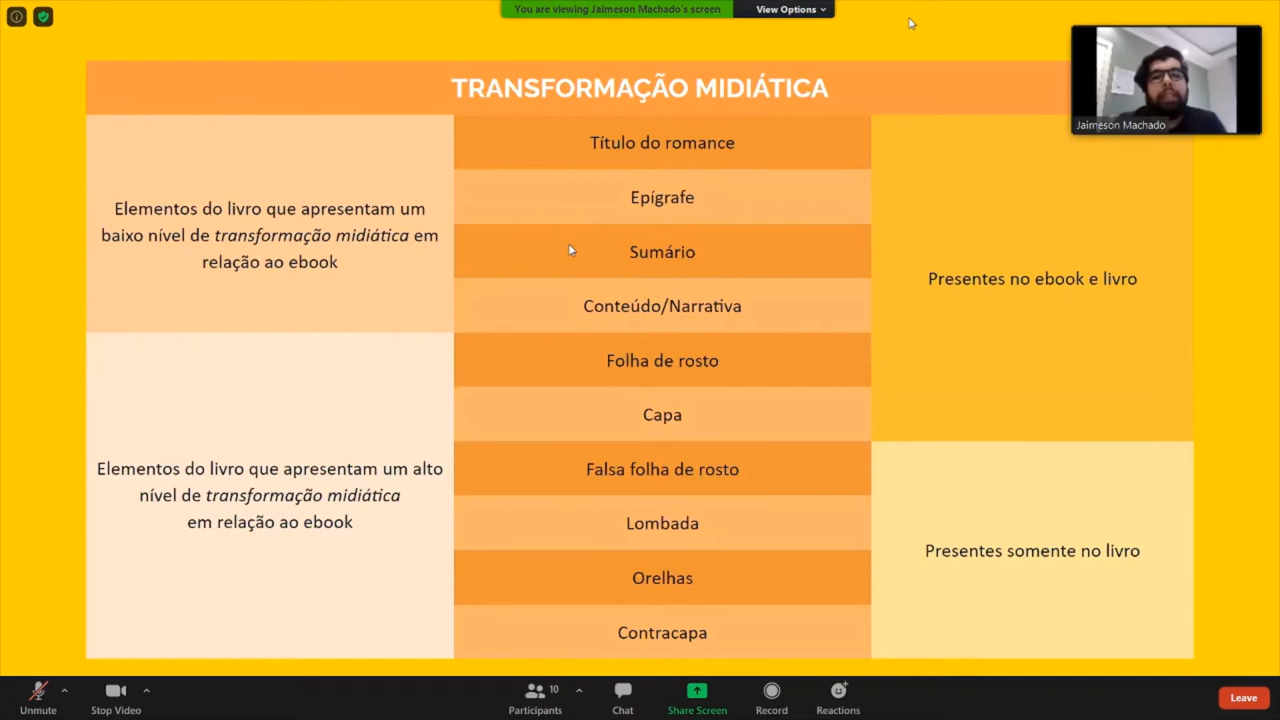 You are viewing Jaimeson Machado's screen
View Options
TRANSFORMAÇÃO MIDIÁTICA
Jaimeson Machado
Elementos do livro que apresentam um
baixo nível de transformação midiática em
relação ao ebook
Elementos do livro que apresentam um alto
nível de transformação midiática
em relação ao ebook
Título do romance
Epígrafe
Sumário
Conteúdo/Narrativa
Folha de rosto
Capa
Falsa folha de rosto
Lombada
Orelhas
Contracapa
Presentes no ebook e livro
Presentes somente no livro
Unmute
Stop Video
10
Participants
Chat
Share Screen
Record
Reactions
Leave